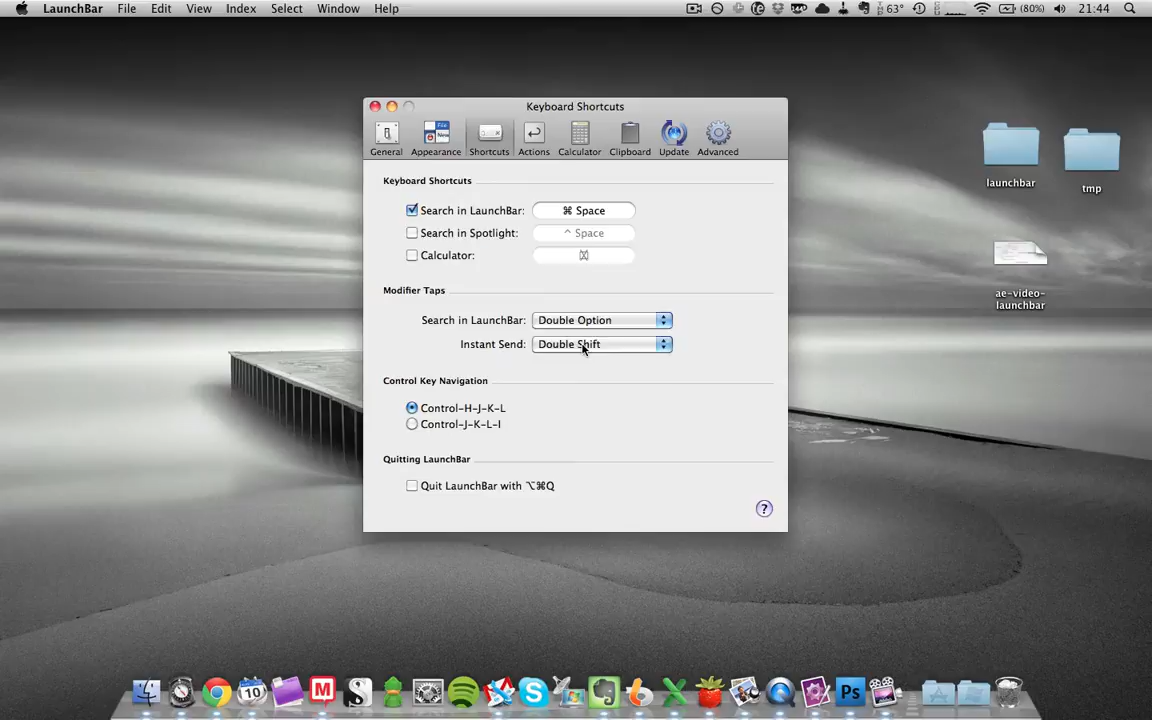 LaunchBar File Edit View Index Select Window Help 63° (80%) 21:44
Keyboard Shortcuts
General Appearance Shortcuts Actions Calculator Clipboard Update Advanced
Keyboard Shortcuts
Search in LaunchBar: ⌘ Space
Search in Spotlight: ^ Space
Calculator:
Modifier Taps
Search in LaunchBar: Double Option
Instant Send: Double Shift
Control Key Navigation
Control-H-J-K-L
Control-J-K-L-I
Quitting LaunchBar
Quit LaunchBar with ⌥⌘Q
?
launchbar
tmp
ae-video-
launchbar
10
Ps